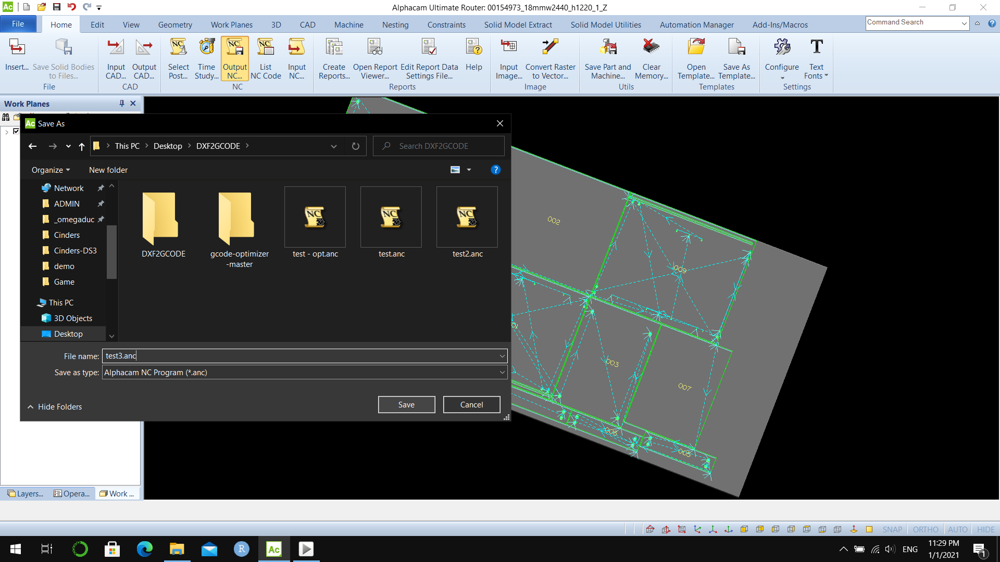 Ac
Alphacam Ultimate Router: 00154973_18mmw2440_h1220_1_Z
File Home Edit View Geometry Work Planes 3D CAD Machine Nesting Constraints Solid Model Extract Solid Model Utilities Automation Manager Add-Ins/Macros Command Search
Insert...
Save Solid Bodies
to Files...
File
Input
CAD...
Output
CAD...
CAD
Select
Post...
Time
Study...
Output
NC...
List
NC Code
Input
NC...
NC
Create
Reports...
Open Report
Viewer...
Edit Report Data
Settings File...
Help
Reports
Input
Image...
Convert Raster
to Vector...
Image
Save Part and
Machine...
Clear
Memory...
Utils
Open
Template...
Save As
Template...
Templates
Configure
Text
Fonts
Settings
Work Planes
Ac Save As
This PC > Desktop > DXF2GCODE >
Search DXF2GCODE
Organize
New folder
Network
ADMIN
_omegaduc
Cinders
Cinders-DS3
demo
Game
This PC
3D Objects
Desktop
DXF2GCODE
gcode-optimizer
-master
NC
test - opt.anc
NC
test.anc
NC
test2.anc
File name: test3.anc
Save as type: Alphacam NC Program (*.anc)
Hide Folders
Save
Cancel
002
009
003
007
006
005
Layers...
Opera...
Work ...
SNAP ORTHO AUTO HIDE
R
Ac
ENG
11:29 PM
1/1/2021
1